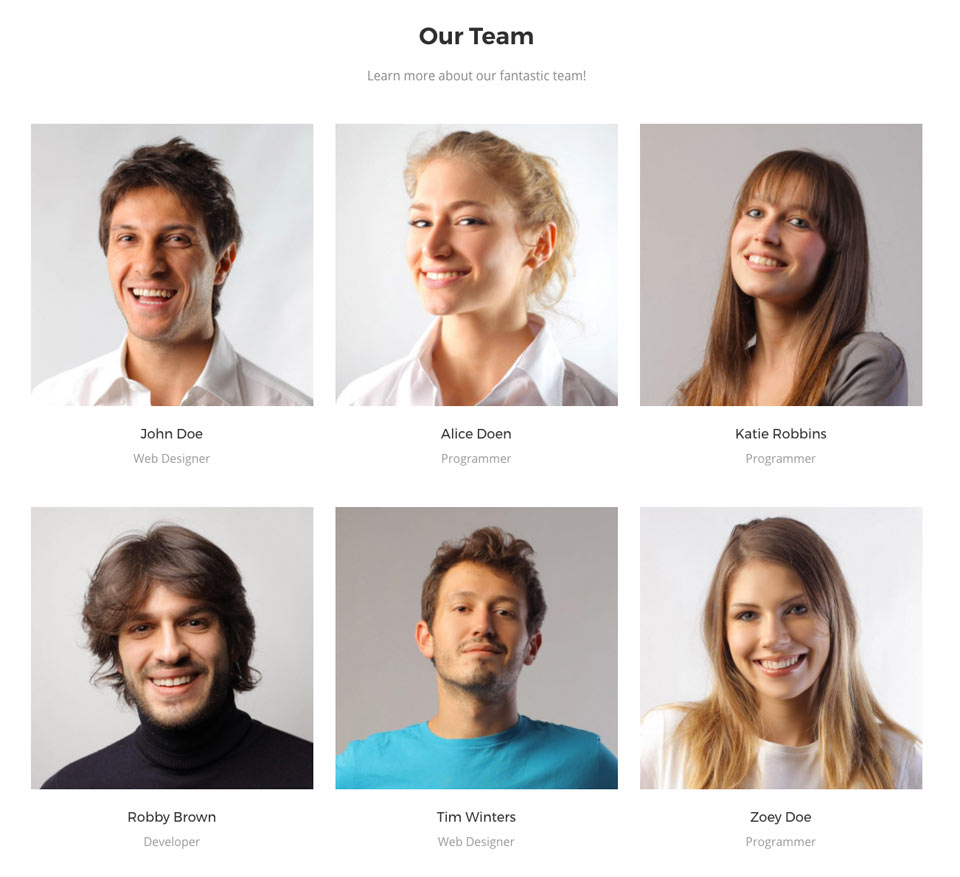 Our Team
Learn more about our fantastic team!
John Doe
Alice Doen
Katie Robbins
Web Designer
Programmer
Programmer
Robby Brown
Tim Winters
Zoey Doe
Developer
Web Designer
Programmer